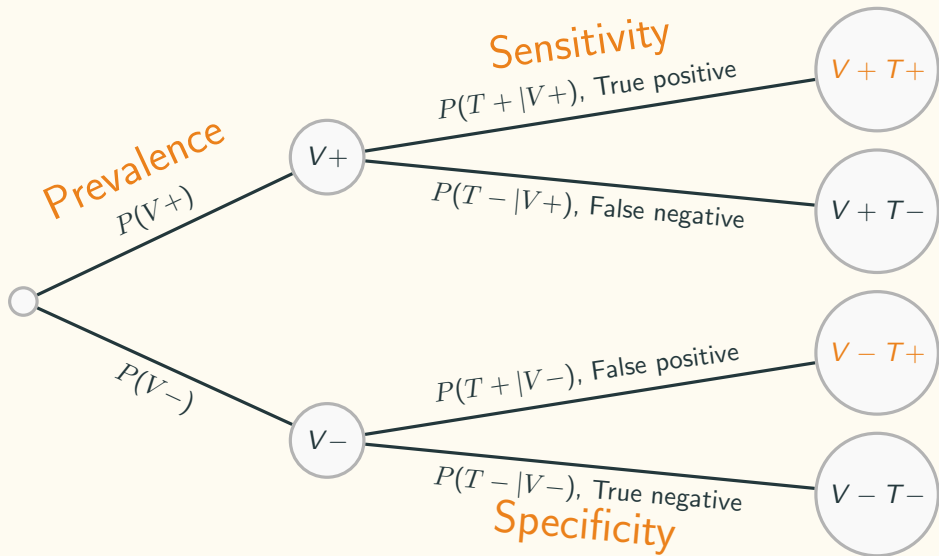 Sensitivity
P(T + |V+), True positive
V + T+
Prevalence
P(V+)
V+
P(T − |V+), False negative
V + T−
P(V−)
V−
P(T + |V−), False positive
V − T+
P(T − |V−), True negative
Specificity
V − T−